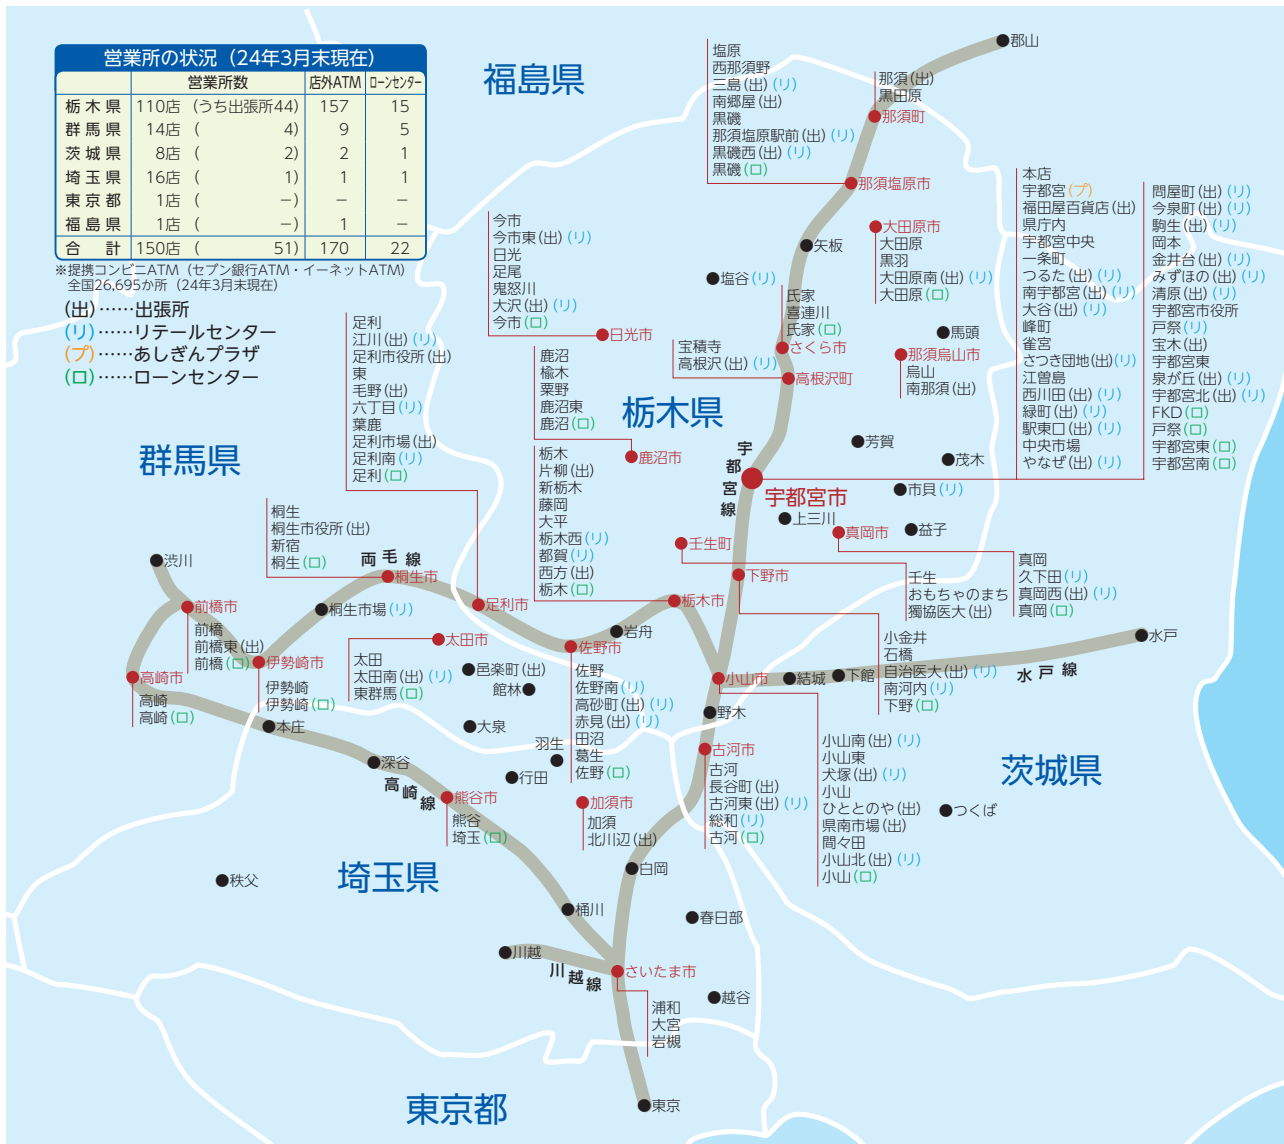 営業所の状況（24年3月末現在）
営業所数 店外ATM ローンセンター
栃木県 110店（うち出張所44） 157 15
群馬県 14店（ 4） 9 5
茨城県 8店（ 2） 2 1
埼玉県 16店（ 1） 1 1
東京都 1店（ −） − −
福島県 1店（ −） 1 −
合計 150店（ 51） 170 22
※提携コンビニATM（セブン銀行ATM・イーネットATM）
全国26,695か所（24年3月末現在）
(出)……出張所
(リ)……リテールセンター
(プ)……あしぎんプラザ
(ロ)……ローンセンター
福島県
郡山
那須(出)
黒田原
那須町
塩原
西那須野
三島(出)(リ)
南郷屋(出)
黒磯
那須塩原駅前(出)(リ)
黒磯西(出)(リ)
黒磯(ロ)
那須塩原市
大田原市
大田原
黒羽
大田原南(出)(リ)
大田原(ロ)
矢板
塩谷(リ)
今市
今市東(出)(リ)
日光
足尾
鬼怒川
大沢(出)(リ)
今市(ロ)
日光市
氏家
喜連川
氏家(ロ)
さくら市
宝積寺
高根沢(出)(リ)
高根沢町
馬頭
那須烏山市
烏山
南那須(出)
本店
宇都宮(プ)
福田屋百貨店(出)
県庁内
宇都宮中央
一条町
つるた(出)(リ)
南宇都宮(出)(リ)
大谷(出)(リ)
峰町
雀宮
さつき団地(出)(リ)
江曽島
西川田(出)(リ)
緑町(出)(リ)
駅東口(出)(リ)
中央市場
やなぜ(出)(リ)
問屋町(出)(リ)
今泉町(出)(リ)
駒生(出)(リ)
岡本
金井台(出)(リ)
みずほの(出)(リ)
清原(出)(リ)
宇都宮市役所
戸祭(リ)
宝木(出)
宇都宮東
泉が丘(出)(リ)
宇都宮北(出)(リ)
FKD(ロ)
戸祭(ロ)
宇都宮東(ロ)
宇都宮南(ロ)
栃木県
宇都宮線
宇都宮市
芳賀
茂木
市貝(リ)
上三川
益子
真岡市
真岡
久下田(リ)
真岡西(出)(リ)
真岡(ロ)
鹿沼
楡木
粟野
鹿沼東
鹿沼(ロ)
鹿沼市
栃木
片柳(出)
新栃木
藤岡
大平
栃木西(リ)
都賀(リ)
西方(出)
栃木(ロ)
栃木市
壬生町
壬生
おもちゃのまち
獨協医大(出)
下野市
小金井
石橋
自治医大(出)(リ)
南河内(リ)
下野(ロ)
足利
江川(出)(リ)
足利市役所(出)
東
毛野(出)
六丁目(リ)
葉鹿
足利市場(出)
足利南(リ)
足利(ロ)
足利市
群馬県
桐生
桐生市役所(出)
新宿
桐生(ロ)
両毛線
桐生市
桐生市場(リ)
渋川
前橋市
前橋
前橋東(出)
前橋(ロ)
伊勢崎市
伊勢崎
伊勢崎(ロ)
高崎市
高崎
高崎(ロ)
太田市
太田
太田南(出)(リ)
東群馬(ロ)
邑楽町(出)
館林
大泉
岩舟
佐野市
佐野
佐野南(リ)
高砂町(出)(リ)
赤見(出)(リ)
田沼
葛生
佐野(ロ)
小山市
小山南(出)(リ)
小山東
犬塚(出)(リ)
小山
ひととのや(出)
県南市場(出)
間々田
小山北(出)(リ)
小山(ロ)
結城
下館
水戸線
水戸
野木
古河市
古河
長谷町(出)
古河東(出)(リ)
総和(リ)
古河(ロ)
茨城県
つくば
本庄
深谷
高崎線
熊谷市
熊谷
埼玉(ロ)
羽生
行田
加須市
加須
北川辺(出)
埼玉県
秩父
白岡
桶川
春日部
川越
川越線
さいたま市
浦和
大宮
岩槻
越谷
東京都
東京